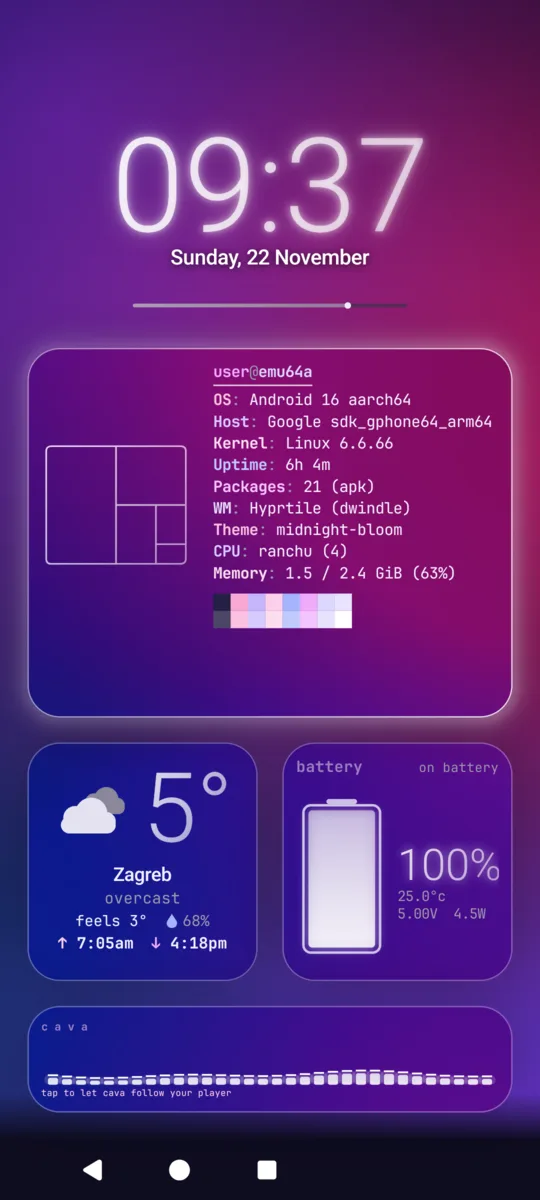 09:37
Sunday, 22 November
user@emu64a
OS: Android 16 aarch64
Host: Google sdk_gphone64_arm64
Kernel: Linux 6.6.66
Uptime: 6h 4m
Packages: 21 (apk)
WM: Hyprtile (dwindle)
Theme: midnight-bloom
CPU: ranchu (4)
Memory: 1.5 / 2.4 GiB (63%)
5°
Zagreb
overcast
feels 3° 68%
↑ 7:05am ↓ 4:18pm
battery on battery
100%
25.0°c
5.00V 4.5W
cava
tap to let cava follow your player